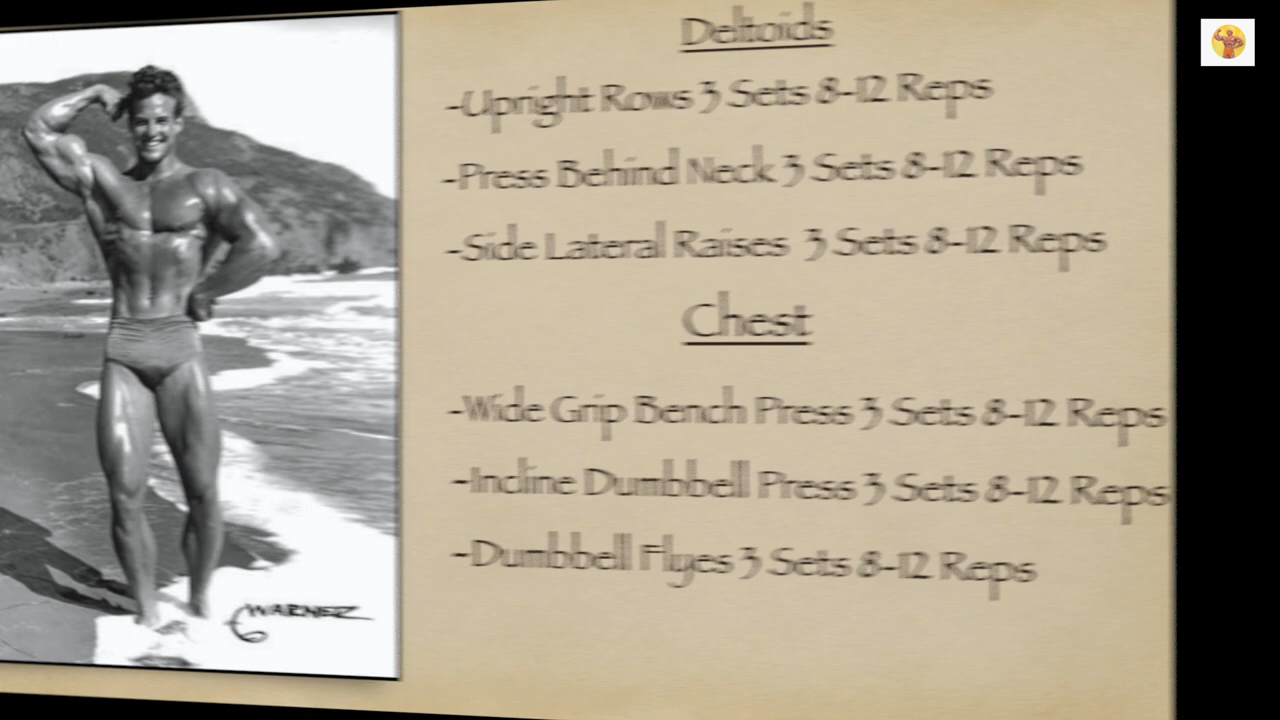 Deltoids
-Upright Rows 3 Sets 8-12 Reps
-Press Behind Neck 3 Sets 8-12 Reps
-Side Lateral Raises 3 Sets 8-12 Reps
Chest
-Wide Grip Bench Press 3 Sets 8-12 Reps
-Incline Dumbbell Press 3 Sets 8-12 Reps
-Dumbbell Flyes 3 Sets 8-12 Reps
WARNER